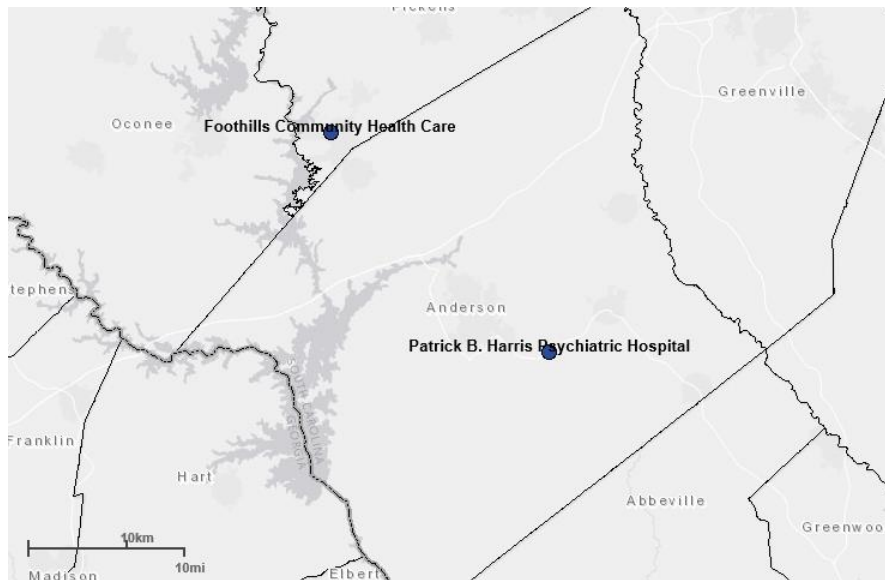 Pickens
Greenville
Oconee
Foothills Community Health Care
Stephens
Anderson
Patrick B. Harris Psychiatric Hospital
SOUTH CAROLINA
GEORGIA
Franklin
Hart
Abbeville
Greenwoo
10km
10mi
Madison
Elbert